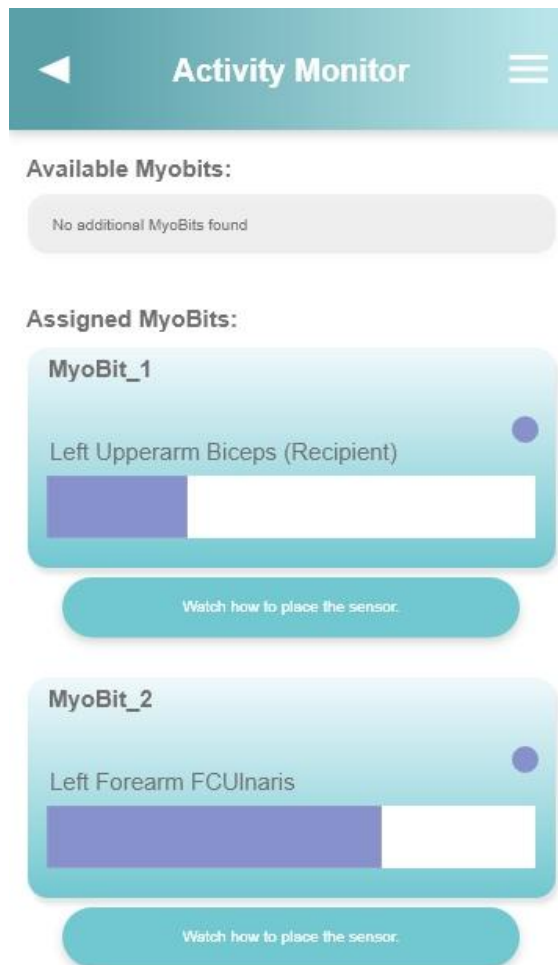 Activity Monitor
Available Myobits:
No additional MyoBits found
Assigned MyoBits:
MyoBit_1
Left Upperarm Biceps (Recipient)
Watch how to place the sensor.
MyoBit_2
Left Forearm FCUlnaris
Watch how to place the sensor.